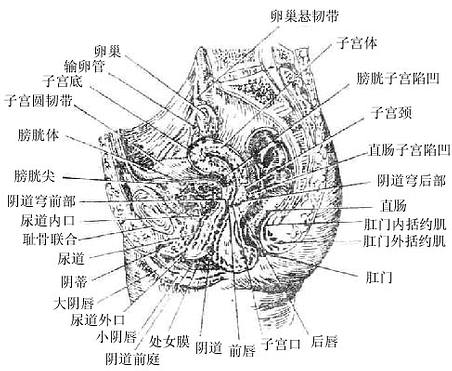 卵巢悬韧带
卵巢
子宫体
输卵管
子宫底
膀胱子宫陷凹
子宫圆韧带
子宫颈
膀胱体
直肠子宫陷凹
膀胱尖
阴道穹后部
阴道穹前部
直肠
尿道内口
肛门内括约肌
耻骨联合
肛门外括约肌
尿道
肛门
阴蒂
大阴唇
尿道外口
小阴唇
处女膜
阴道
前唇
子宫口
后唇
阴道前庭